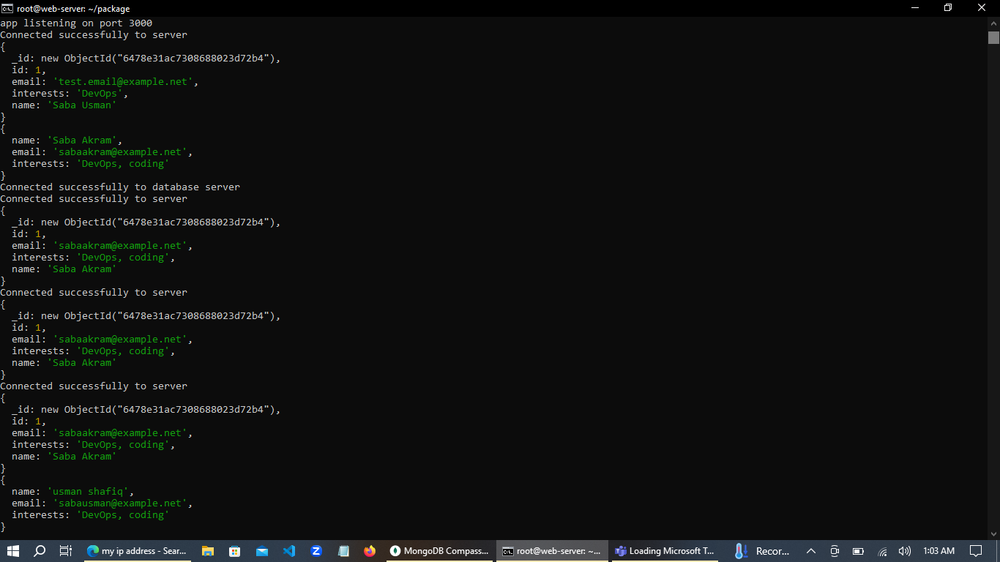 root@web-server: ~/package
app listening on port 3000
Connected successfully to server
{
  _id: new ObjectId("6478e31ac7308688023d72b4"),
  id: 1,
  email: 'test.email@example.net',
  interests: 'DevOps',
  name: 'Saba Usman'
}
{
  name: 'Saba Akram',
  email: 'sabaakram@example.net',
  interests: 'DevOps, coding'
}
Connected successfully to database server
Connected successfully to server
{
  _id: new ObjectId("6478e31ac7308688023d72b4"),
  id: 1,
  email: 'sabaakram@example.net',
  interests: 'DevOps, coding',
  name: 'Saba Akram'
}
Connected successfully to server
{
  _id: new ObjectId("6478e31ac7308688023d72b4"),
  id: 1,
  email: 'sabaakram@example.net',
  interests: 'DevOps, coding',
  name: 'Saba Akram'
}
Connected successfully to server
{
  _id: new ObjectId("6478e31ac7308688023d72b4"),
  id: 1,
  email: 'sabaakram@example.net',
  interests: 'DevOps, coding',
  name: 'Saba Akram'
}
{
  name: 'usman shafiq',
  email: 'sabausman@example.net',
  interests: 'DevOps, coding'
}
my ip address - Sear... MongoDB Compass... root@web-server: ~... Loading Microsoft T... Recor... 1:03 AM